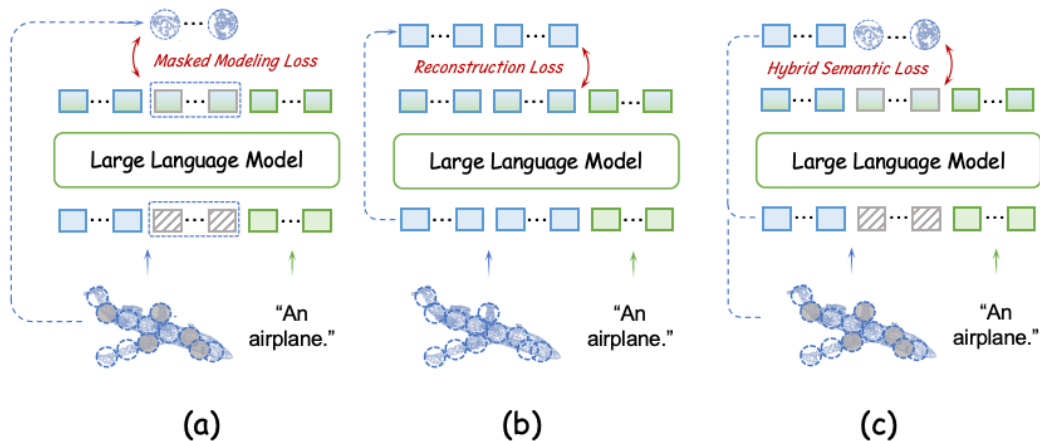 Masked Modeling Loss
Large Language Model
"An
airplane."
(a)
Reconstruction Loss
Large Language Model
"An
airplane."
(b)
Hybrid Semantic Loss
Large Language Model
"An
airplane."
(c)